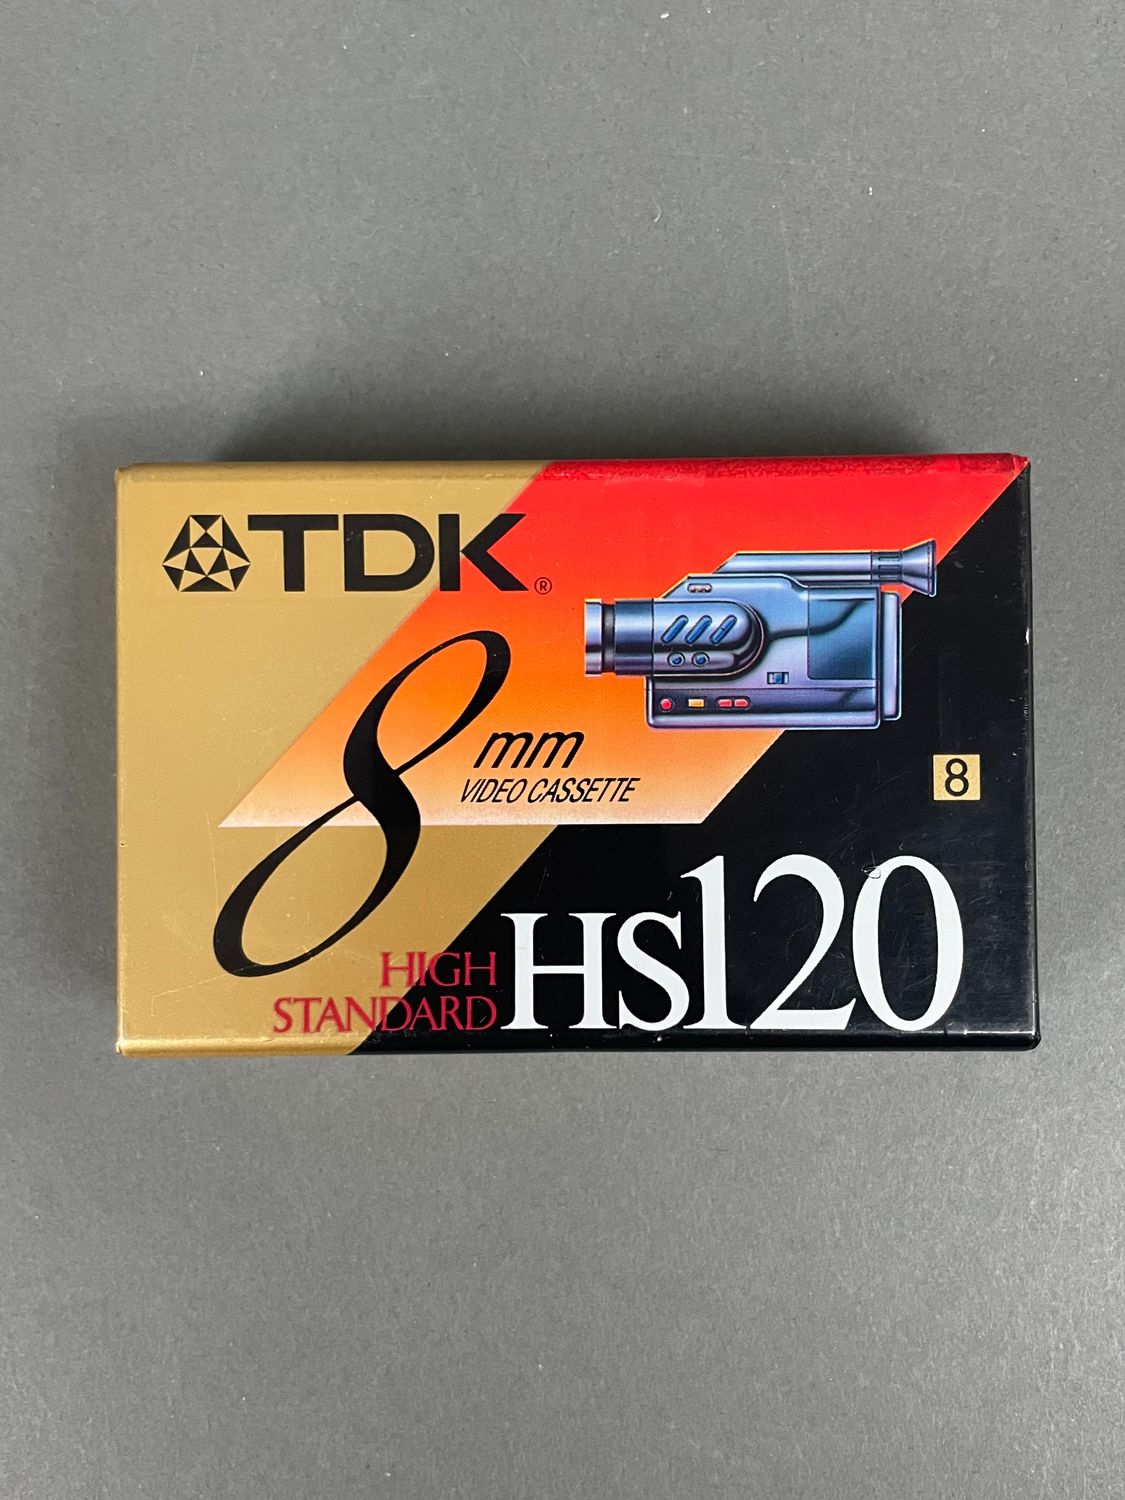 TDK®
8 mm
VIDEO CASSETTE
8
HIGH
STANDARD
HS120